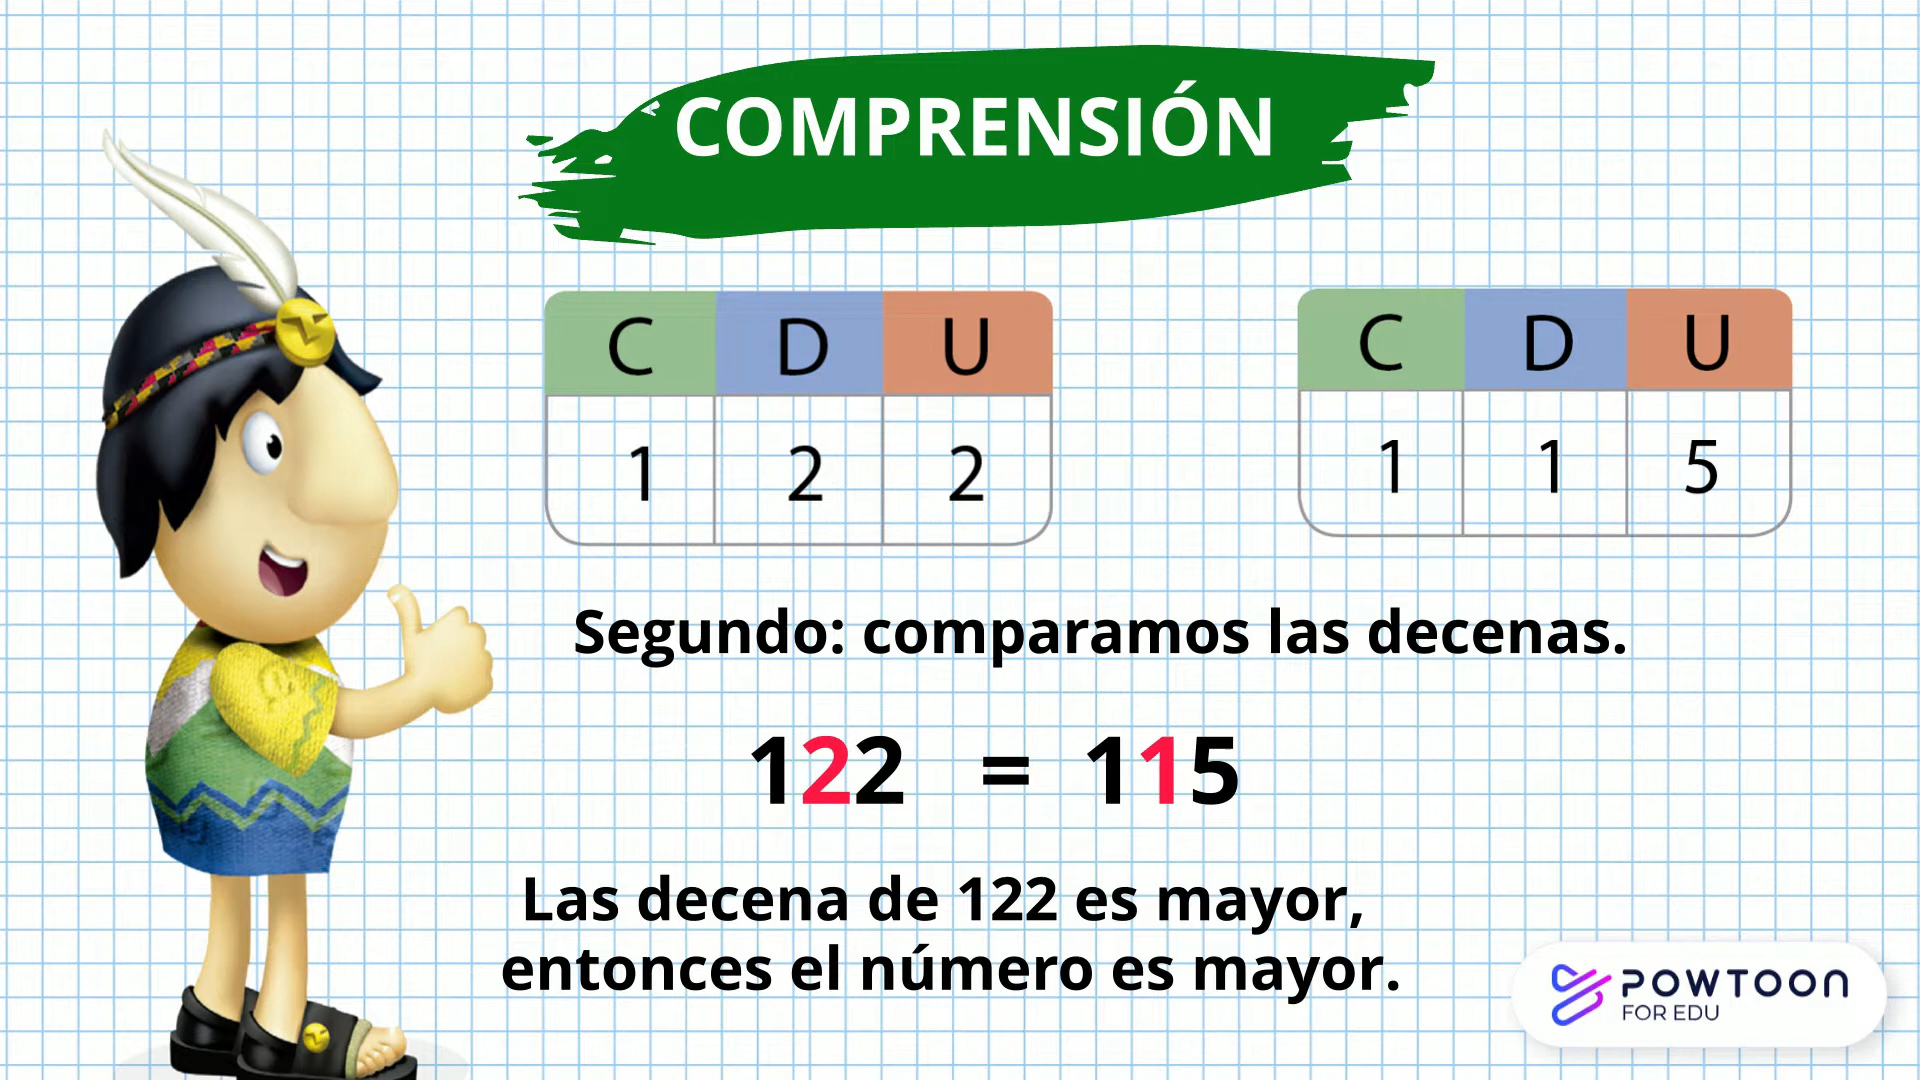 COMPRENSIÓN
C D U
1 2 2
C D U
1 1 5
Segundo: comparamos las decenas.
122 = 115
Las decena de 122 es mayor,
entonces el número es mayor.
POWTOON
FOR EDU